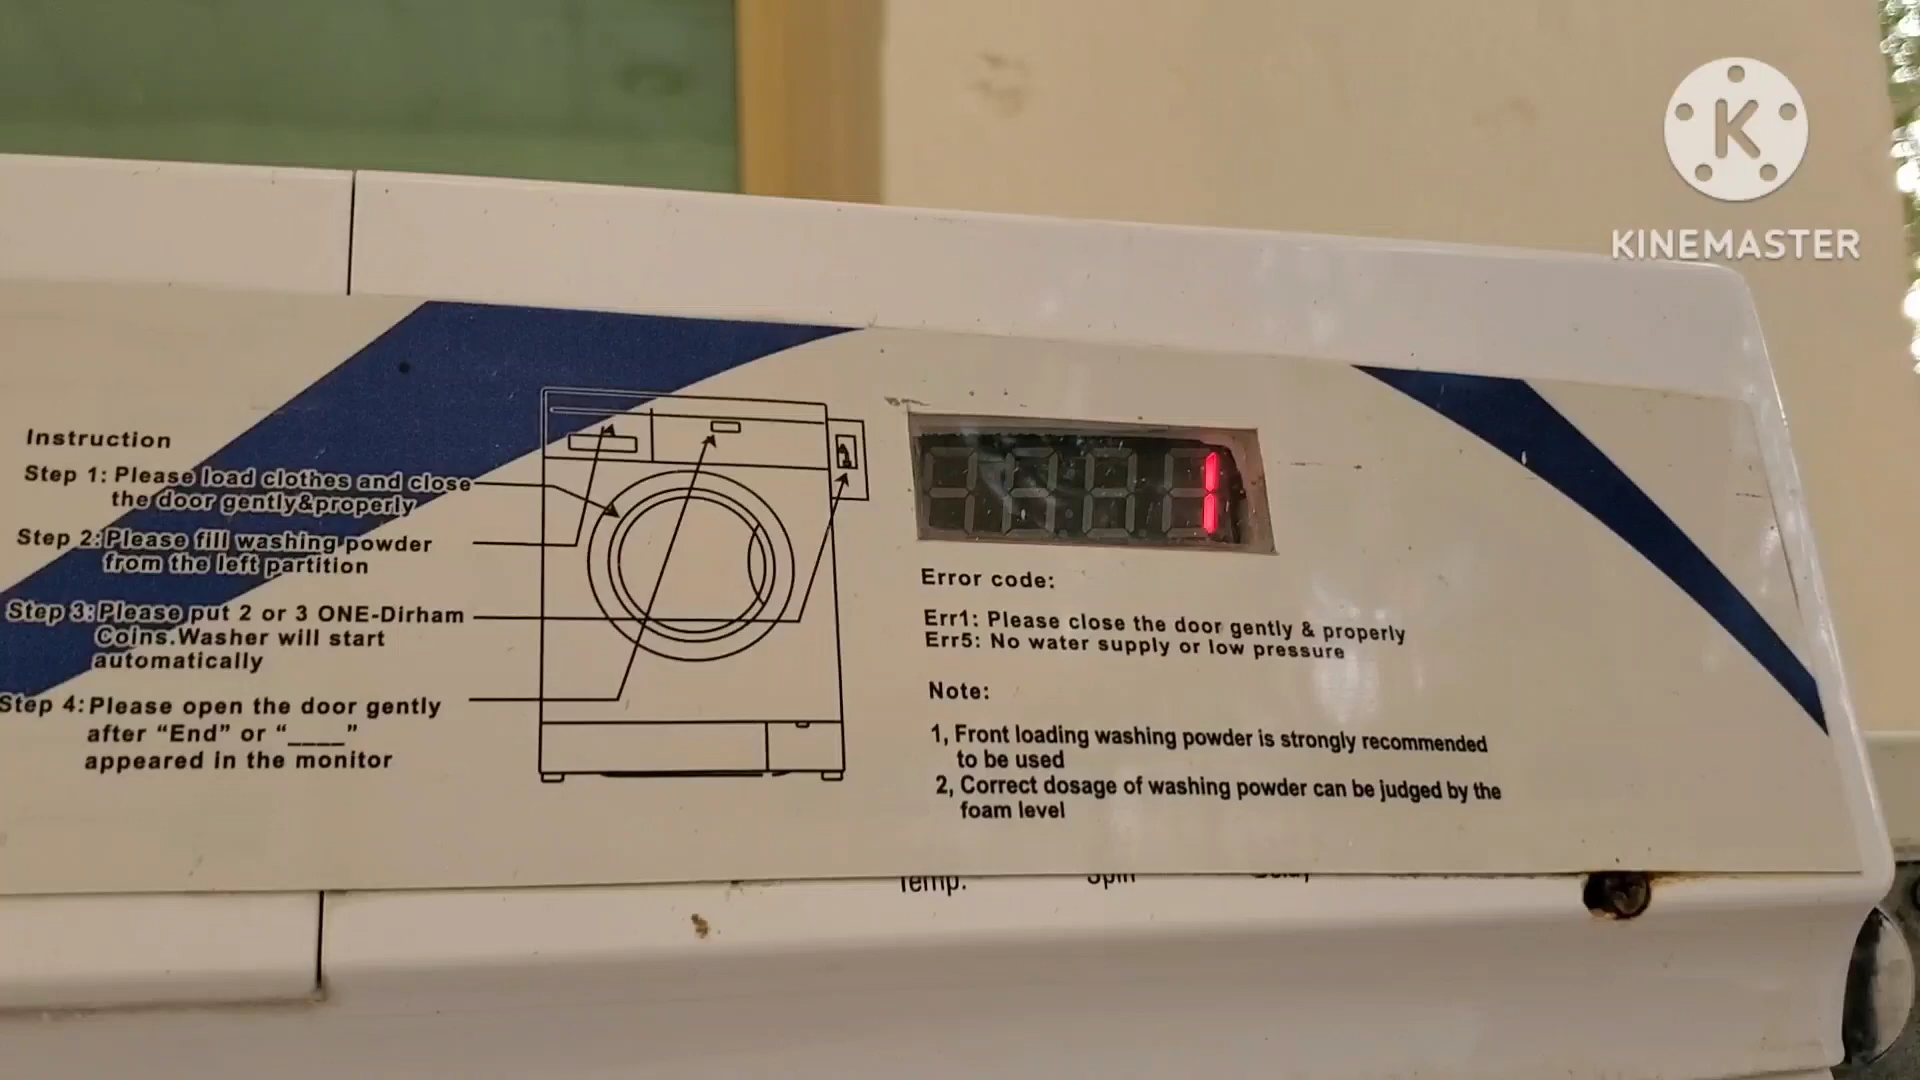 K
KINEMASTER
Instruction
Step 1: Please load clothes and close
the door gently&properly
Step 2:Please fill washing powder
from the left partition
Step 3:Please put 2 or 3 ONE-Dirham
Coins.Washer will start
automatically
Step 4:Please open the door gently
after “End” or “____”
appeared in the monitor
1
Error code:
Err1: Please close the door gently & properly
Err5: No water supply or low pressure
Note:
1, Front loading washing powder is strongly recommended
to be used
2, Correct dosage of washing powder can be judged by the
foam level
Temp. Spin